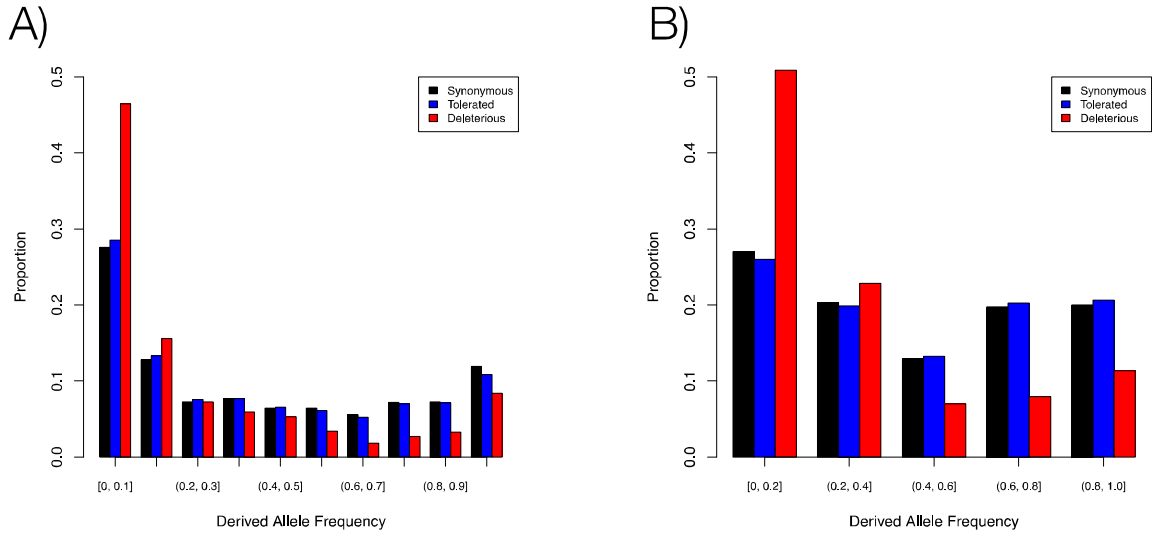 A)
Proportion
0.0
0.1
0.2
0.3
0.4
0.5
Synonymous
Tolerated
Deleterious
[0, 0.1]
(0.2, 0.3]
(0.4, 0.5]
(0.6, 0.7]
(0.8, 0.9]
Derived Allele Frequency
B)
Proportion
0.0
0.1
0.2
0.3
0.4
0.5
Synonymous
Tolerated
Deleterious
[0, 0.2]
(0.2, 0.4]
(0.4, 0.6]
(0.6, 0.8]
(0.8, 1.0]
Derived Allele Frequency